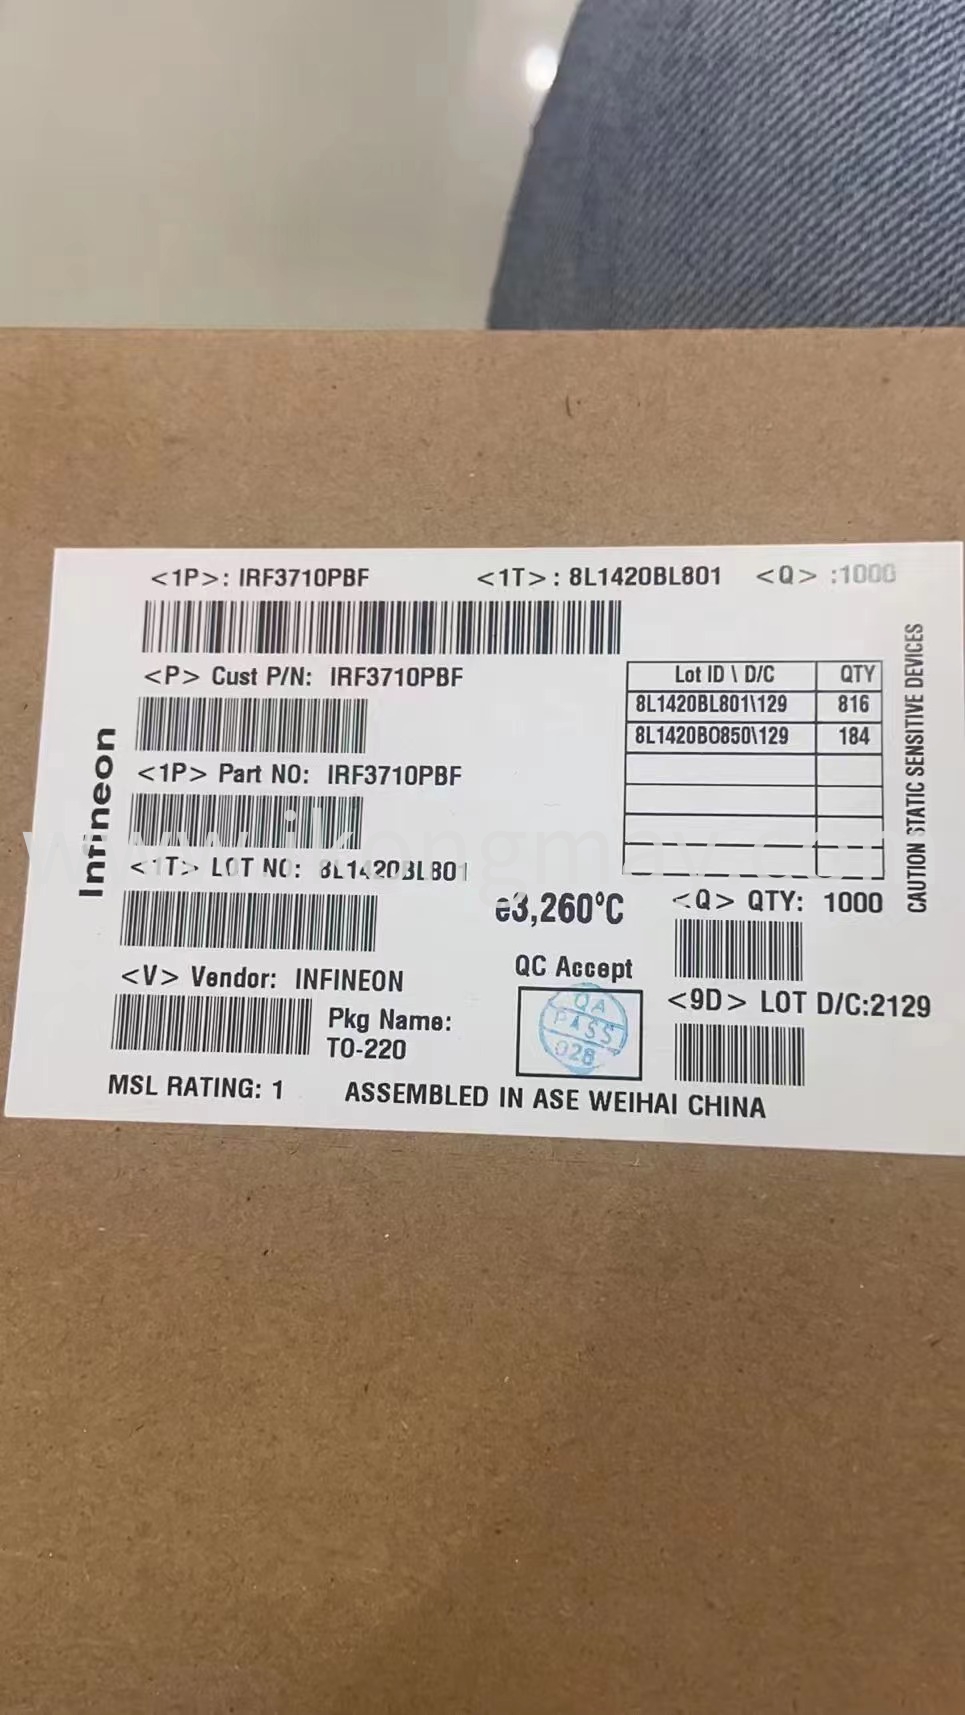 <1P>: IRF3710PBF <1T>: 8L1420BL801 <Q> :1000
<P> Cust P/N: IRF3710PBF
<1P> Part NO: IRF3710PBF
<1T> LOT NO: 8L1420BL801
<V> Vendor: INFINEON
Pkg Name:
TO-220
MSL RATING: 1 ASSEMBLED IN ASE WEIHAI CHINA
Infineon
Lot ID \ D/C QTY
8L1420BL801\129 816
8L1420BO850\129 184
e3,260°C
<Q> QTY: 1000
QC Accept
QA
PASS
028
<9D> LOT D/C:2129
CAUTION STATIC SENSITIVE DEVICES